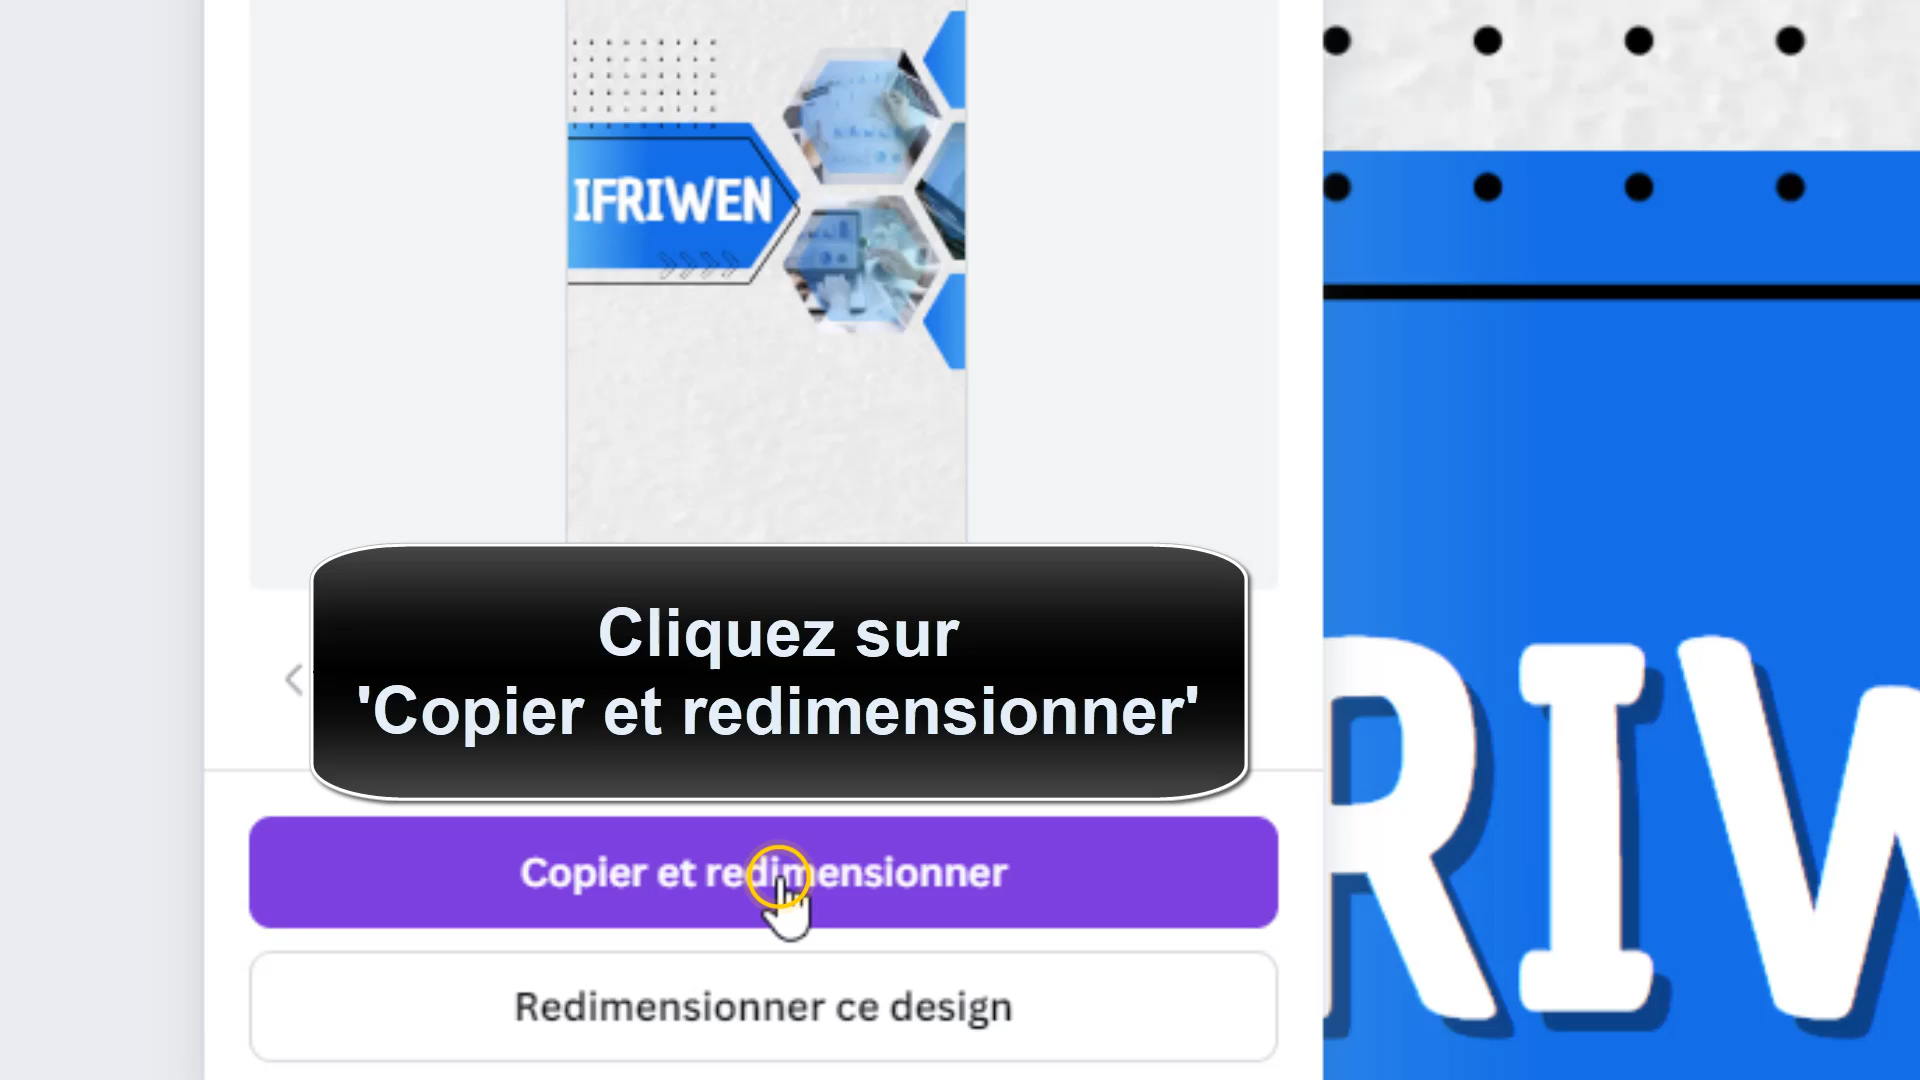 IFRIWEN
Cliquez sur
'Copier et redimensionner'
Copier et redimensionner
Redimensionner ce design
RIW